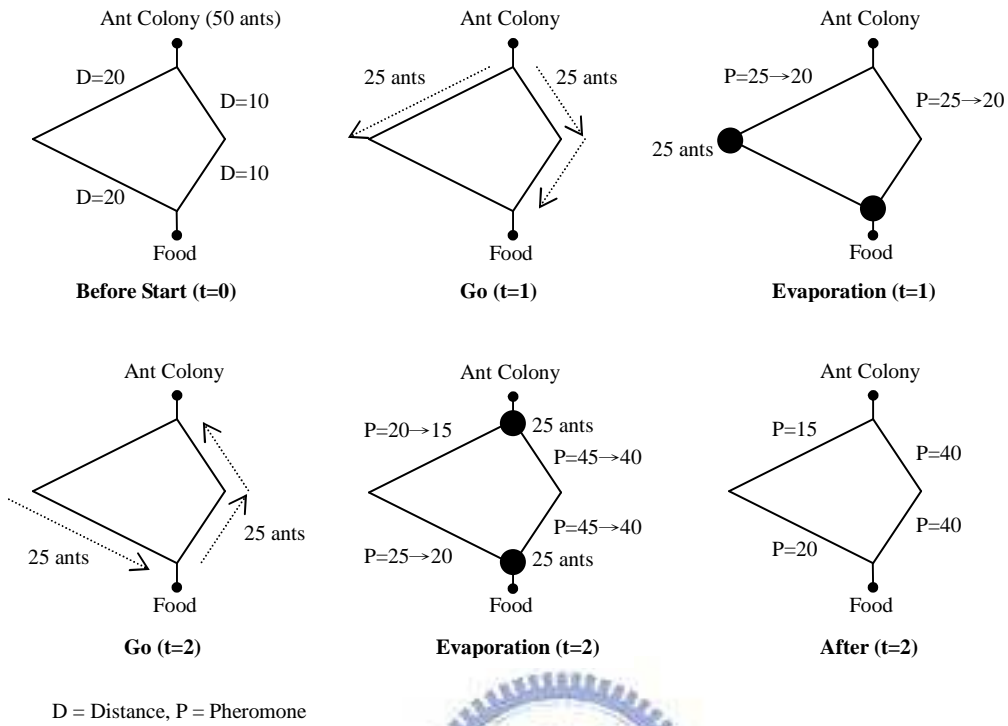 Ant Colony (50 ants)
D=20
D=10
D=20
D=10
Food
Before Start (t=0)
Ant Colony
25 ants
25 ants
Food
Go (t=1)
Ant Colony
P=25→20
P=25→20
25 ants
Food
Evaporation (t=1)
Ant Colony
25 ants
25 ants
Food
Go (t=2)
Ant Colony
P=20→15
25 ants
P=45→40
P=45→40
P=25→20
25 ants
Food
Evaporation (t=2)
Ant Colony
P=15
P=40
P=40
P=20
Food
After (t=2)
D = Distance, P = Pheromone